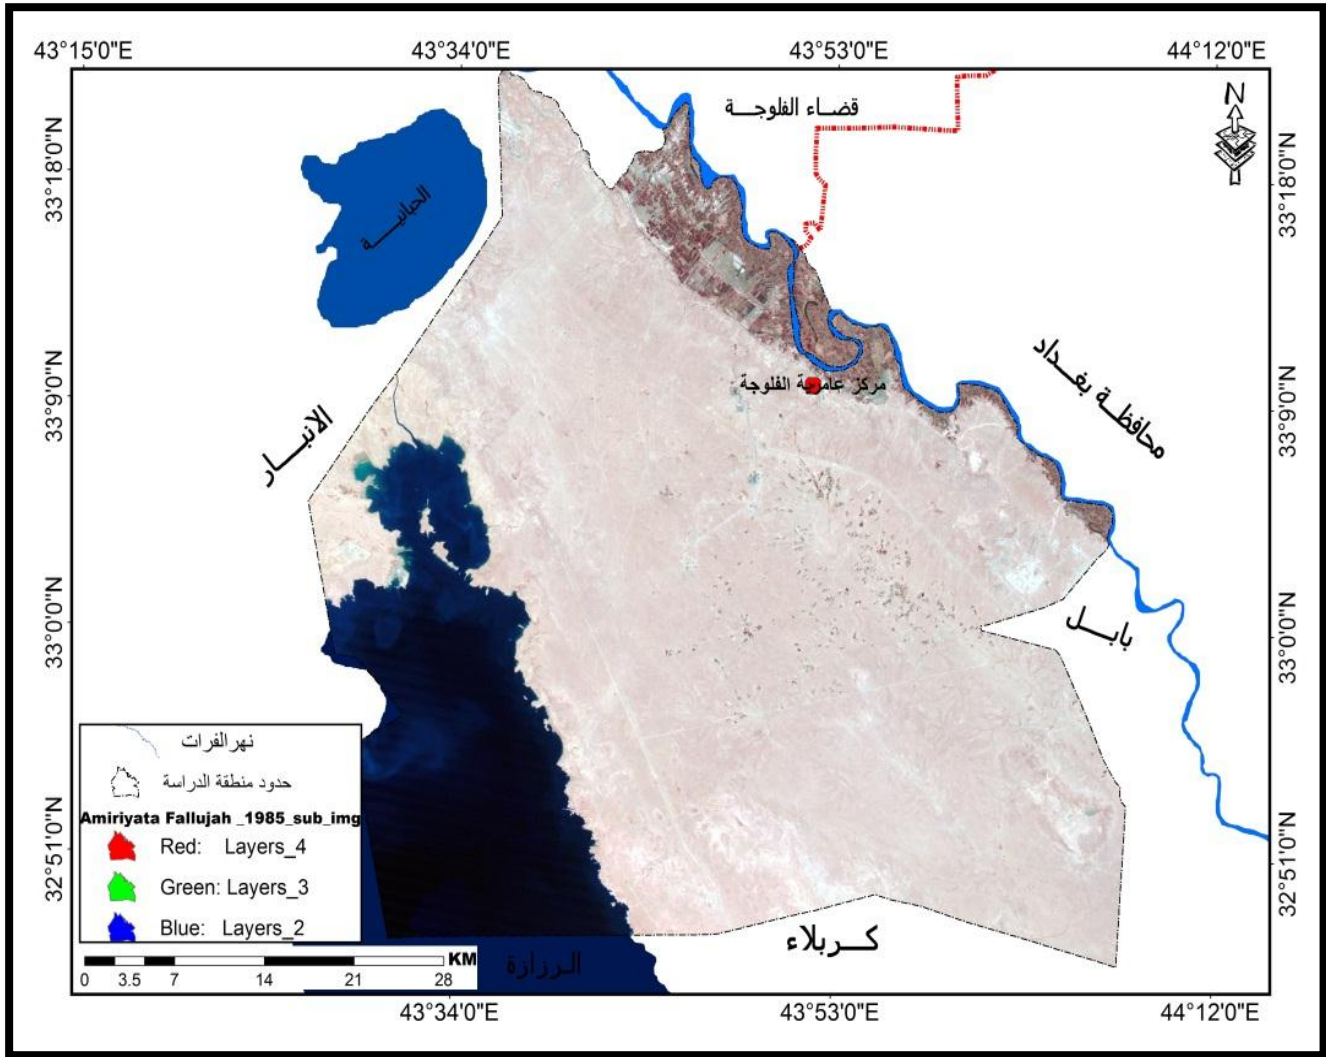 43°15'0"E 43°34'0"E 43°53'0"E 44°12'0"E
N
قضاء الفلوجة
33°18'0"N 33°18'0"N
الحبانية
محافظة بغداد
مركز عامرية الفلوجة
33°9'0"N 33°9'0"N
الانبار
بابل
33°0'0"N 33°0'0"N
نهر الفرات
حدود منطقة الدراسة
Amiriyata Fallujah _1985_sub_img
Red: Layers_4
Green: Layers_3
Blue: Layers_2
32°51'0"N 32°51'0"N
كربلاء
الرزازة
KM
0 3.5 7 14 21 28
43°34'0"E 43°53'0"E 44°12'0"E